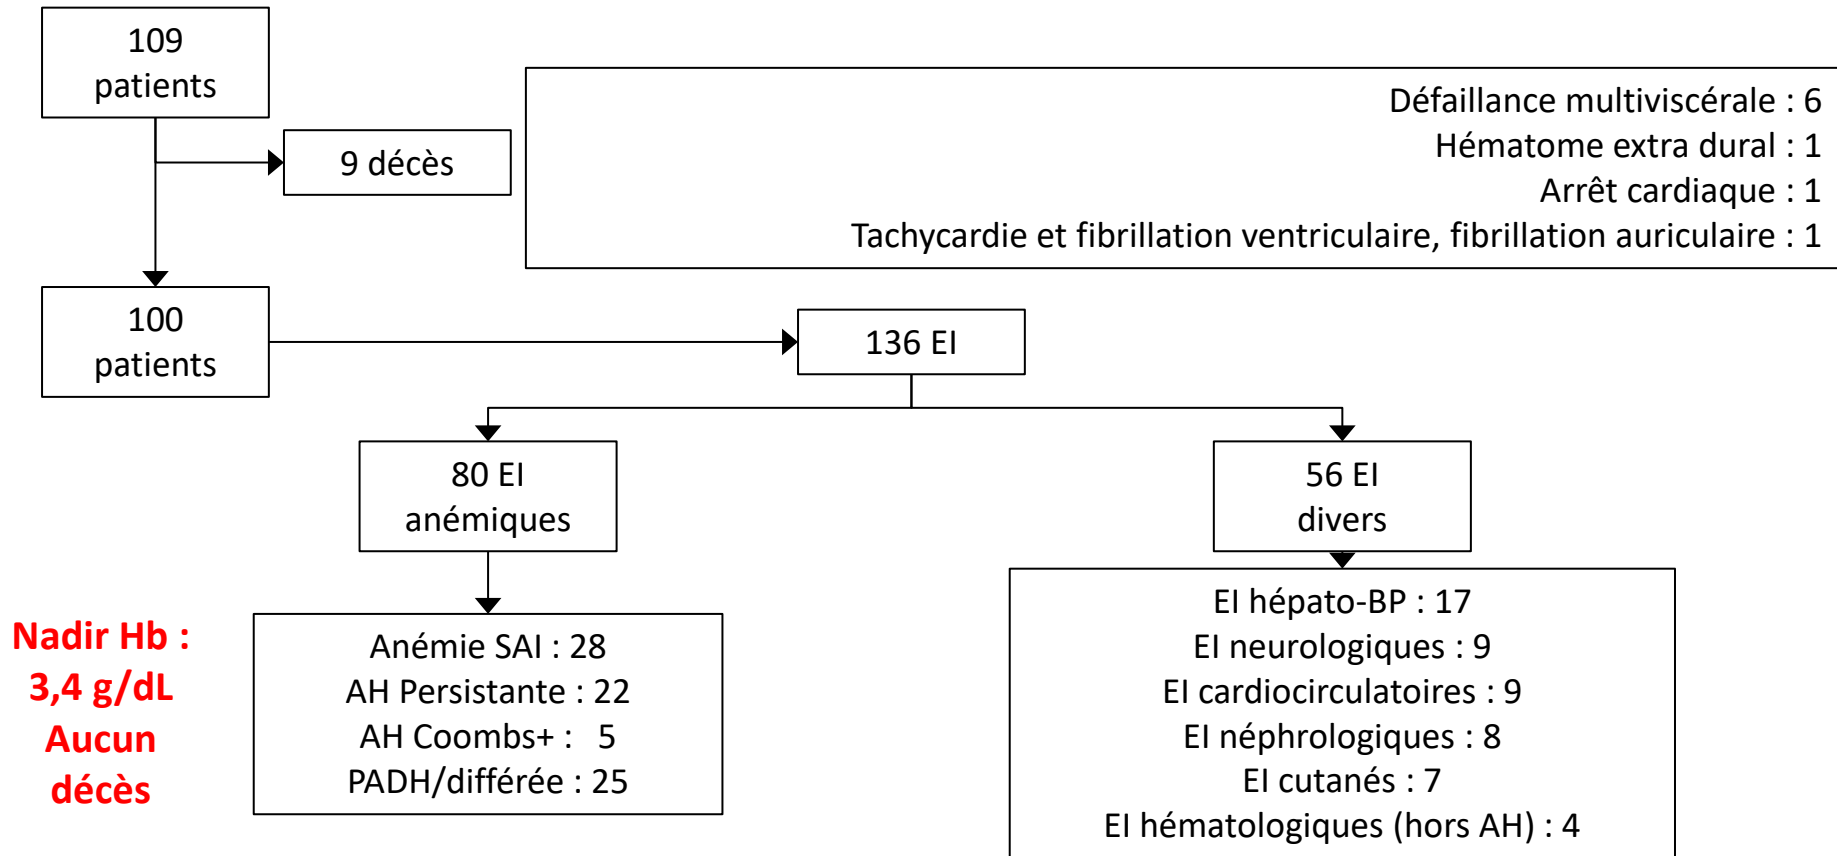 109
patients
9 décès
Défaillance multiviscérale : 6
Hématome extra dural : 1
Arrêt cardiaque : 1
Tachycardie et fibrillation ventriculaire, fibrillation auriculaire : 1
100
patients
136 EI
80 EI
anémiques
56 EI
divers
Nadir Hb :
3,4 g/dL
Aucun
décès
Anémie SAI : 28
AH Persistante : 22
AH Coombs+ : 5
PADH/différée : 25
EI hépato-BP : 17
EI neurologiques : 9
EI cardiocirculatoires : 9
EI néphrologiques : 8
EI cutanés : 7
EI hématologiques (hors AH) : 4